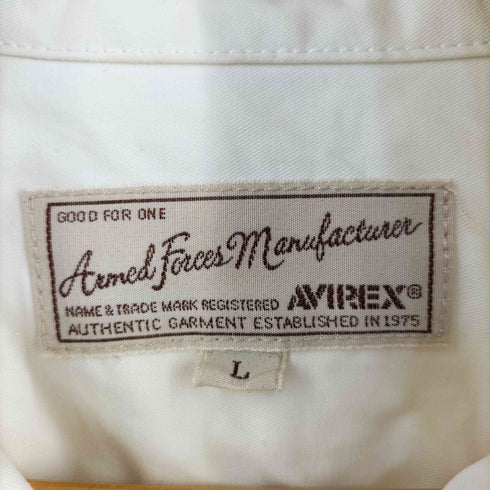 GOOD FOR ONE
Armed Forces Manufacturer
NAME & TRADE MARK REGISTERED AVIREX®
AUTHENTIC GARMENT ESTABLISHED IN 1975
L